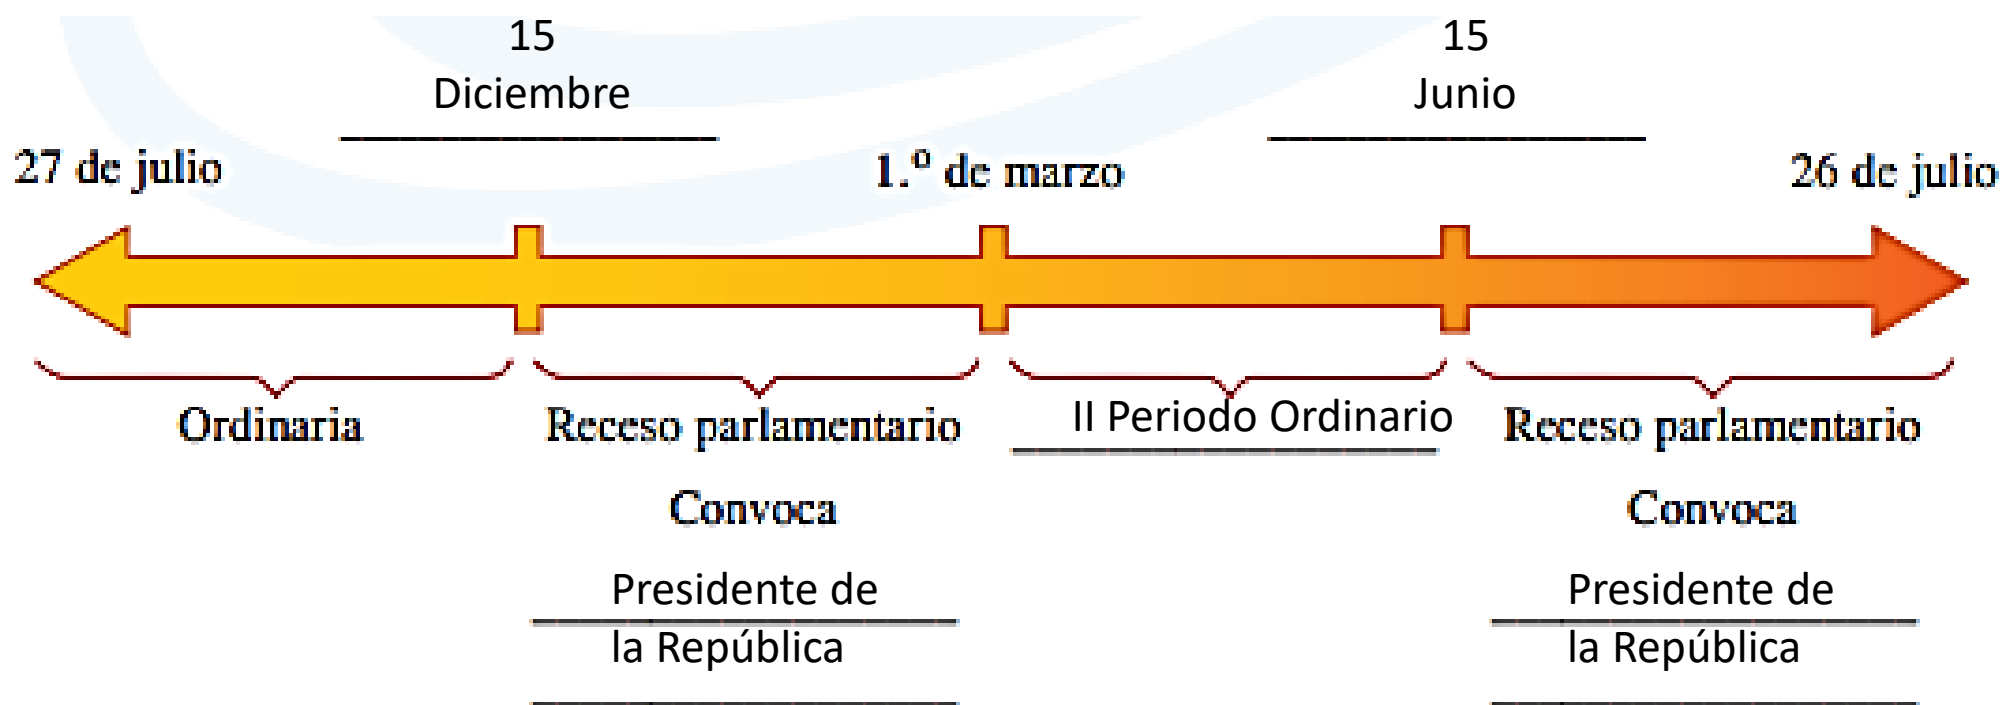 15
Diciembre
15
Junio
27 de julio
1.º de marzo
26 de julio
Ordinaria
Receso parlamentario
II Periodo Ordinario
Receso parlamentario
Convoca
Convoca
Presidente de
la República
Presidente de
la República